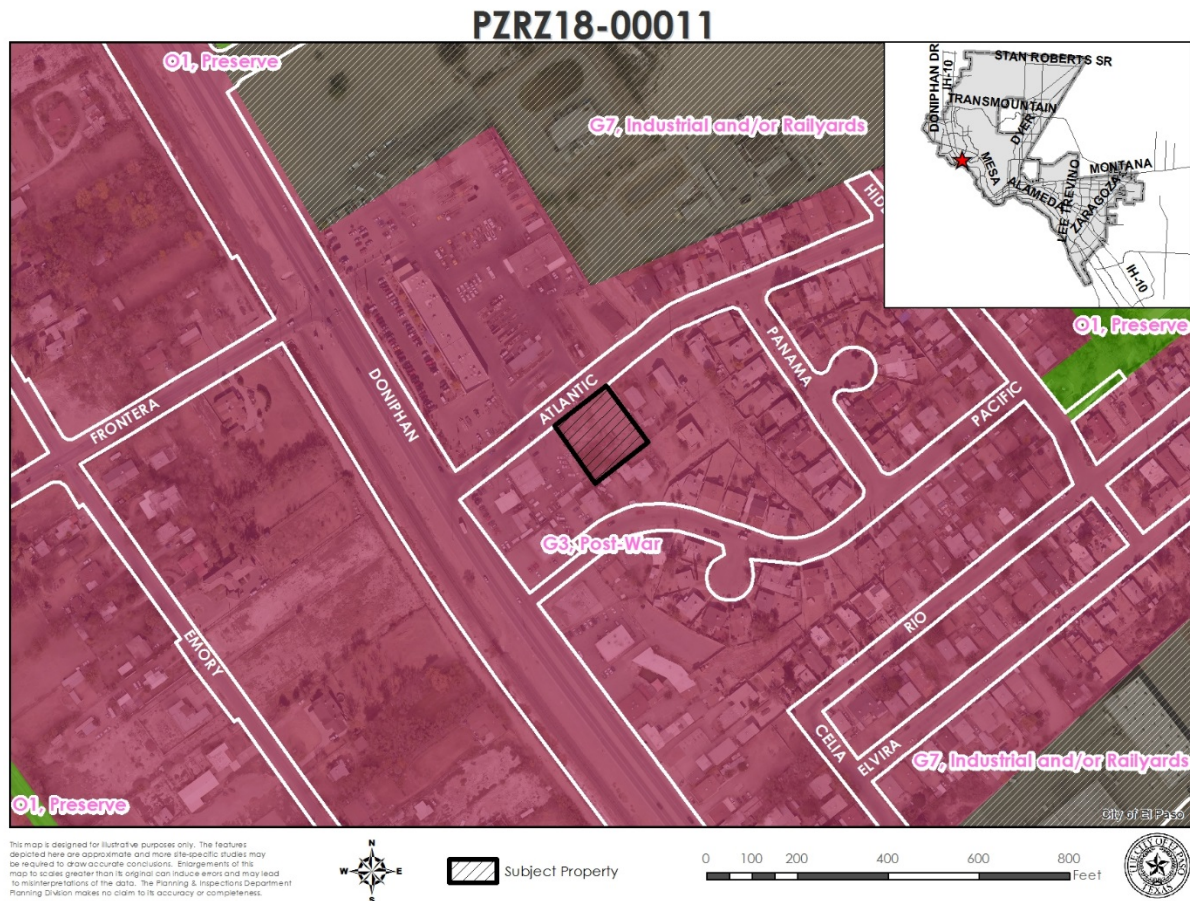 PZRZ18-00011
O1, Preserve
G7, Industrial and/or Railyards
STAN ROBERTS SR
DONIPHAN DR
IH-10
TRANSMOUNTAIN
DYER
MESA
MONTANA
ALAMEDA
LEE TREVINO
ZARAGOZA
IH-10
O1, Preserve
PANAMA
ATLANTIC
DONIPHAN
FRONTERA
PACIFIC
G3, Post-War
EMORY
RIO
CELIA
ELVIRA
G7, Industrial and/or Railyards
O1, Preserve
City of El Paso
This map is designed for illustrative purposes only. The features
depicted here are approximate and more site-specific studies may
be required to draw accurate conclusions. Enlargements of this
map to scales greater than its original can induce errors and may lead
to misinterpretations of the data. The Planning & Inspections Department
Planning Division makes no claim to its accuracy or completeness.
N
W E
S
Subject Property
0 100 200 400 600 800
Feet
THE CITY OF EL PASO
TEXAS